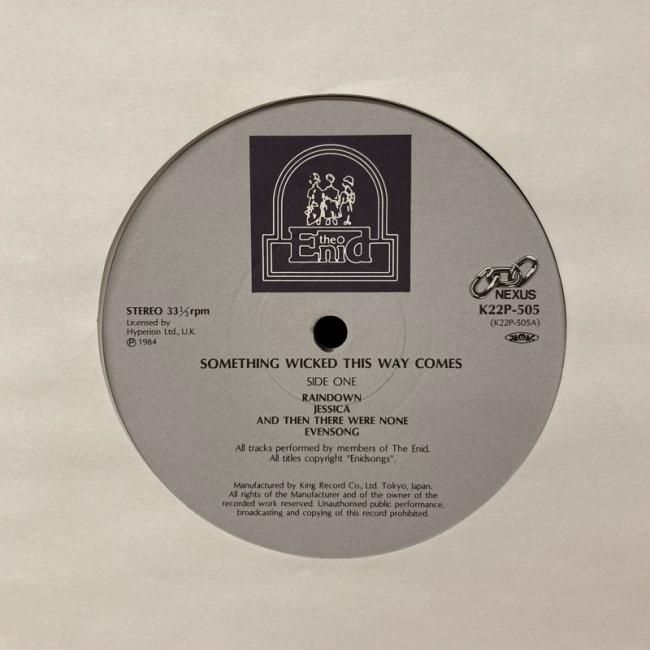 the
Enid
NEXUS
STEREO 33⅓rpm
K22P-505
Licensed by
(K22P-505A)
Hyperion Ltd., U.K.
Ⓟ 1984
SOMETHING WICKED THIS WAY COMES
SIDE ONE
RAINDOWN
JESSICA
AND THEN THERE WERE NONE
EVENSONG
All tracks performed by members of The Enid.
All titles copyright "Enidsongs".
Manufactured by King Record Co., Ltd. Tokyo, Japan.
All rights of the Manufacturer and of the owner of the
recorded work reserved. Unauthorised public performance,
broadcasting and copying of this record prohibited.